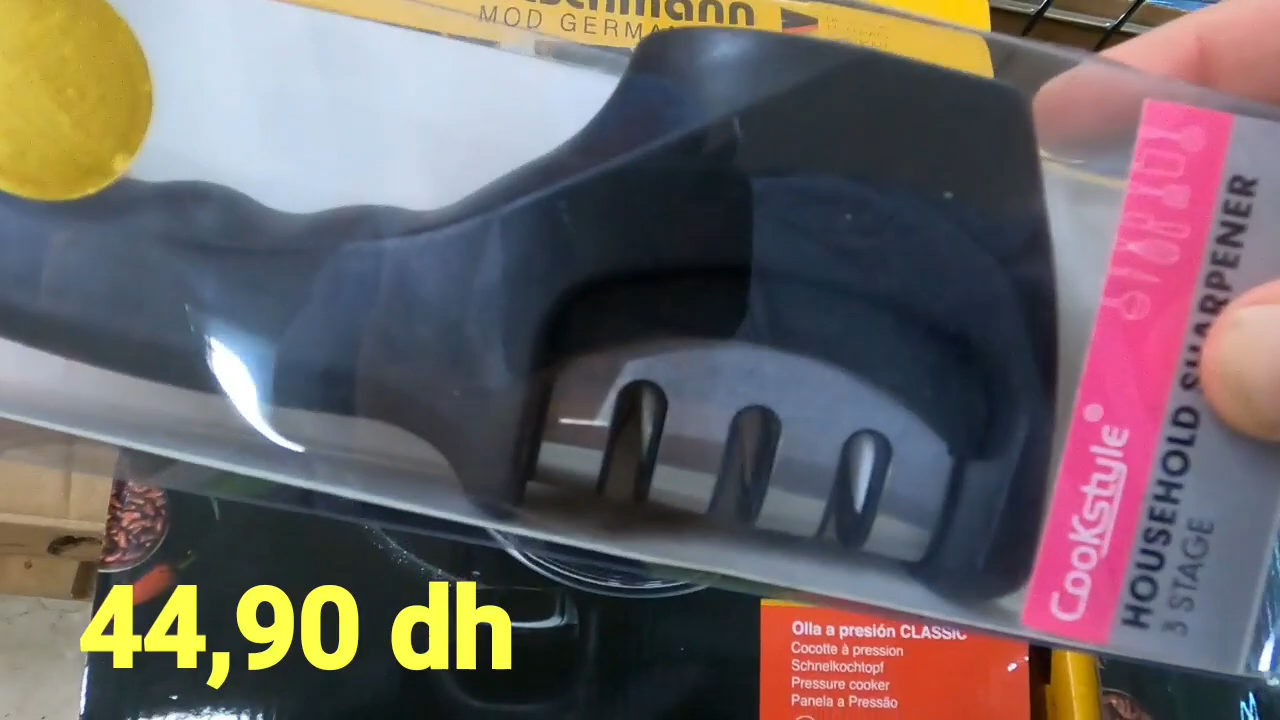 MOD GERMA
CooKstyle
HOUSEHOLD SHARPENER
3 STAGE
44,90 dh
Olla a presión CLASSIC
Cocotte à pression
Schnelkochtopf
Pressure cooker
Panela a Pressão